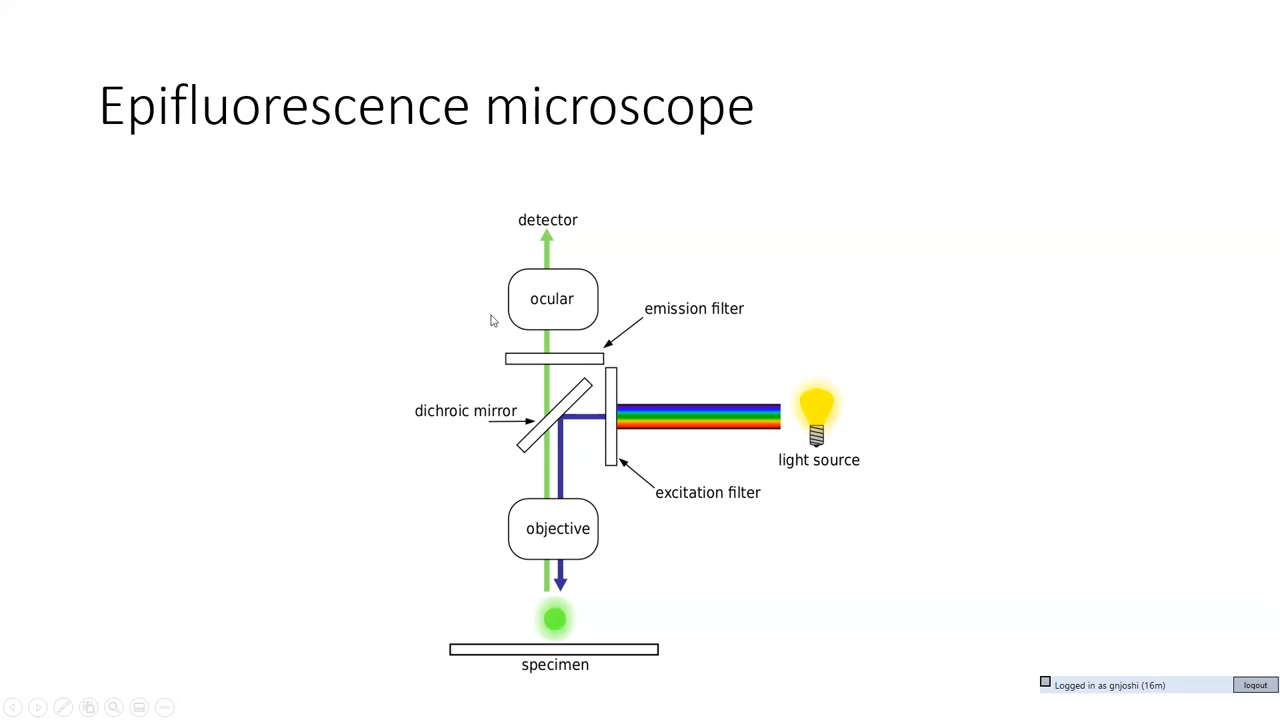 Epifluorescence microscope
detector
ocular
emission filter
dichroic mirror
light source
excitation filter
objective
specimen
Logged in as gnjoshi (16m)
logout